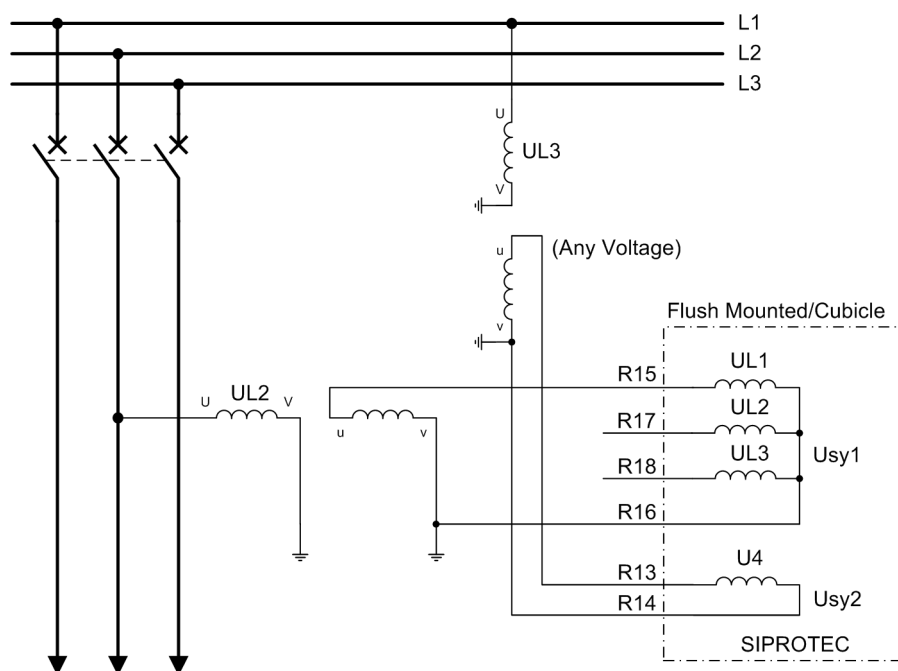 L1
L2
L3
U
UL3
V
u
(Any Voltage)
v
Flush Mounted/Cubicle
R15
UL1
U
UL2
V
R17
UL2
u
v
R18
UL3
Usy1
R16
R13
U4
R14
Usy2
SIPROTEC